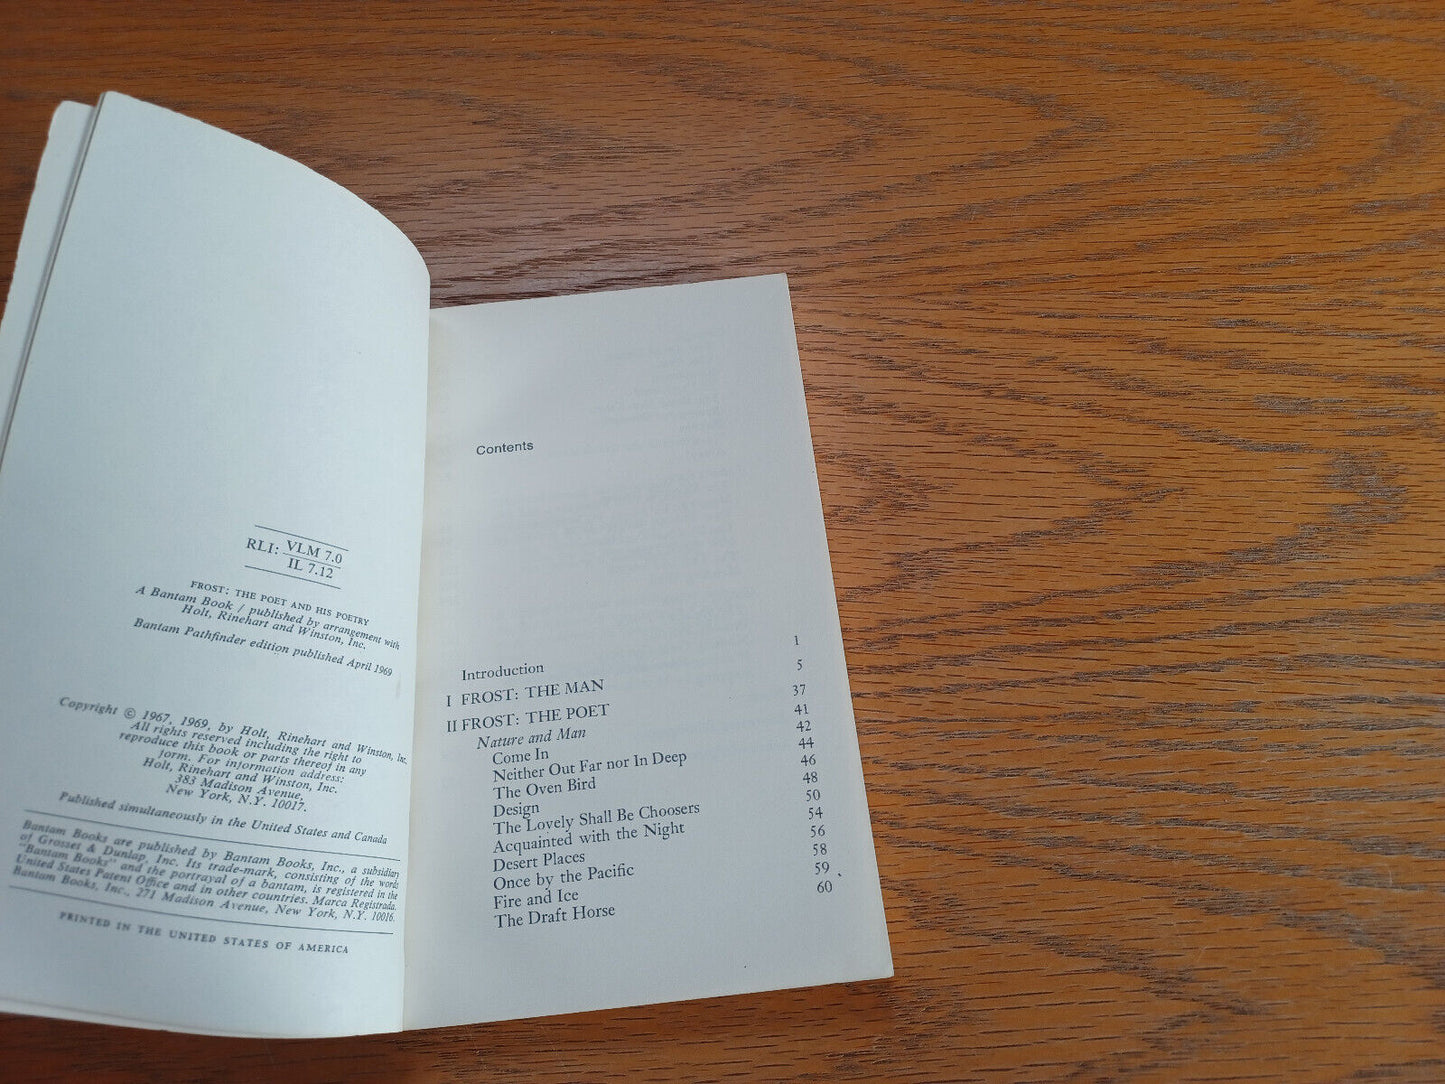 RLI: VLM 7.0
IL 7.12
FROST: THE POET AND HIS POETRY
A Bantam Book / published by arrangement with
Holt, Rinehart and Winston, Inc.
Bantam Pathfinder edition published April 1969
Copyright © 1967, 1969, by Holt, Rinehart and Winston, Inc.
All rights reserved including the right to
reproduce this book or parts thereof in any
form. For information address:
Holt, Rinehart and Winston, Inc.
383 Madison Avenue,
New York, N.Y. 10017.
Published simultaneously in the United States and Canada
Bantam Books are published by Bantam Books, Inc., a subsidiary
of Grosset & Dunlap, Inc. Its trade-mark, consisting of the words
"Bantam Books" and the portrayal of a bantam, is registered in the
United States Patent Office and in other countries. Marca Registrada.
Bantam Books, Inc., 271 Madison Avenue, New York, N.Y. 10016.
PRINTED IN THE UNITED STATES OF AMERICA
Contents
Introduction 1
I FROST: THE MAN 5
II FROST: THE POET 37
Nature and Man 41
Come In 42
Neither Out Far nor In Deep 44
The Oven Bird 46
Design 48
The Lovely Shall Be Choosers 50
Acquainted with the Night 54
Desert Places 56
Once by the Pacific 58
Fire and Ice 59
The Draft Horse 60